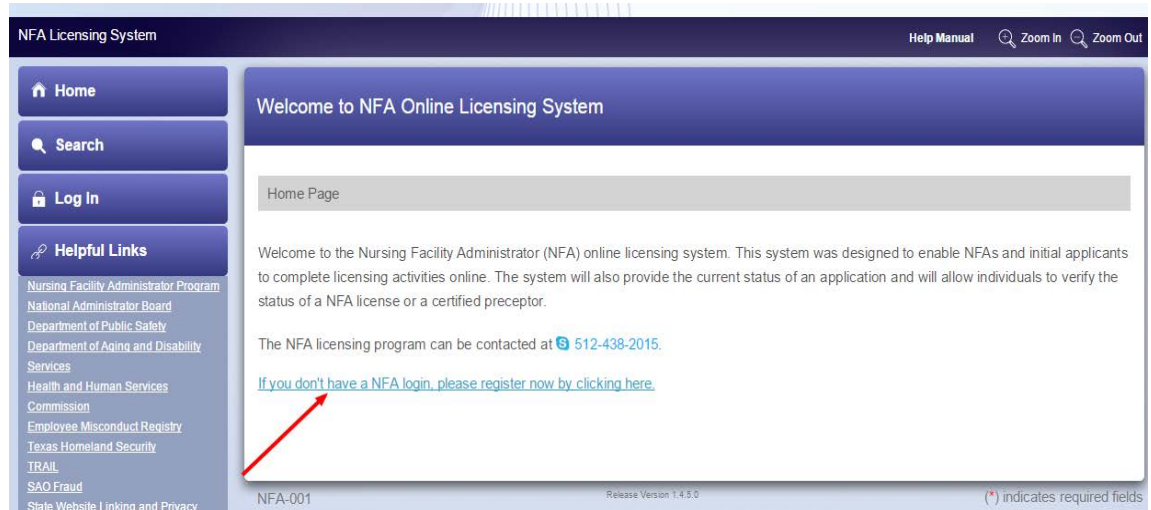 NFA Licensing System
Help Manual
Zoom In
Zoom Out
Home
Search
Log In
Helpful Links
Nursing Facility Administrator Program
National Administrator Board
Department of Public Safety
Department of Aging and Disability
Services
Health and Human Services
Commission
Employee Misconduct Registry
Texas Homeland Security
TRAIL
SAO Fraud
State Website Linking and Privacy
Welcome to NFA Online Licensing System
Home Page
Welcome to the Nursing Facility Administrator (NFA) online licensing system. This system was designed to enable NFAs and initial applicants
to complete licensing activities online. The system will also provide the current status of an application and will allow individuals to verify the
status of a NFA license or a certified preceptor.
The NFA licensing program can be contacted at 512-438-2015.
If you don't have a NFA login, please register now by clicking here.
NFA-001
Release Version 1.4.5.0
(*) indicates required fields